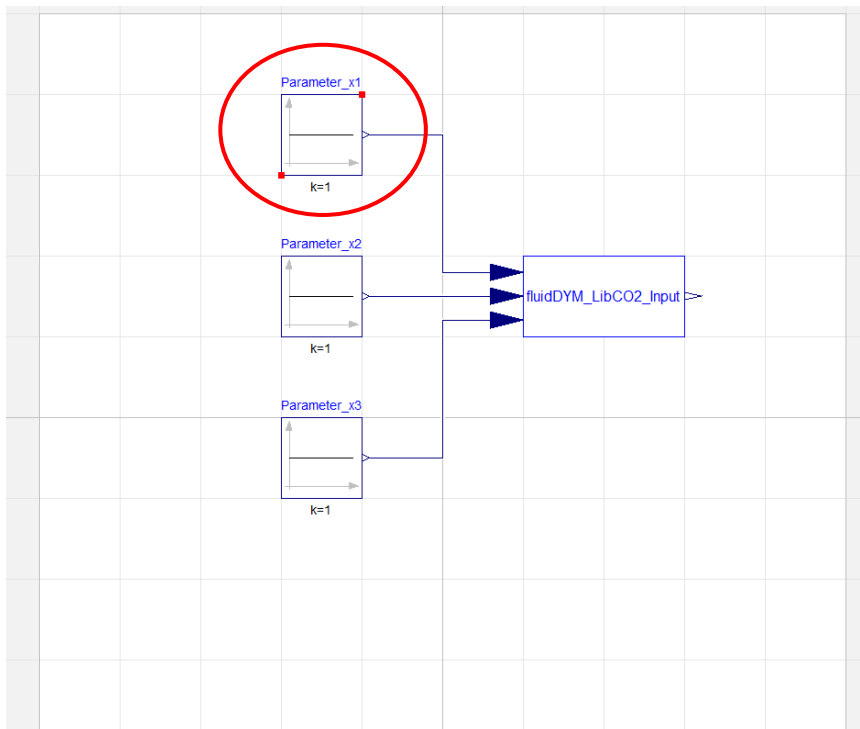 Parameter_x1
k=1
Parameter_x2
fluidDYM_LibCO2_Input
k=1
Parameter_x3
k=1